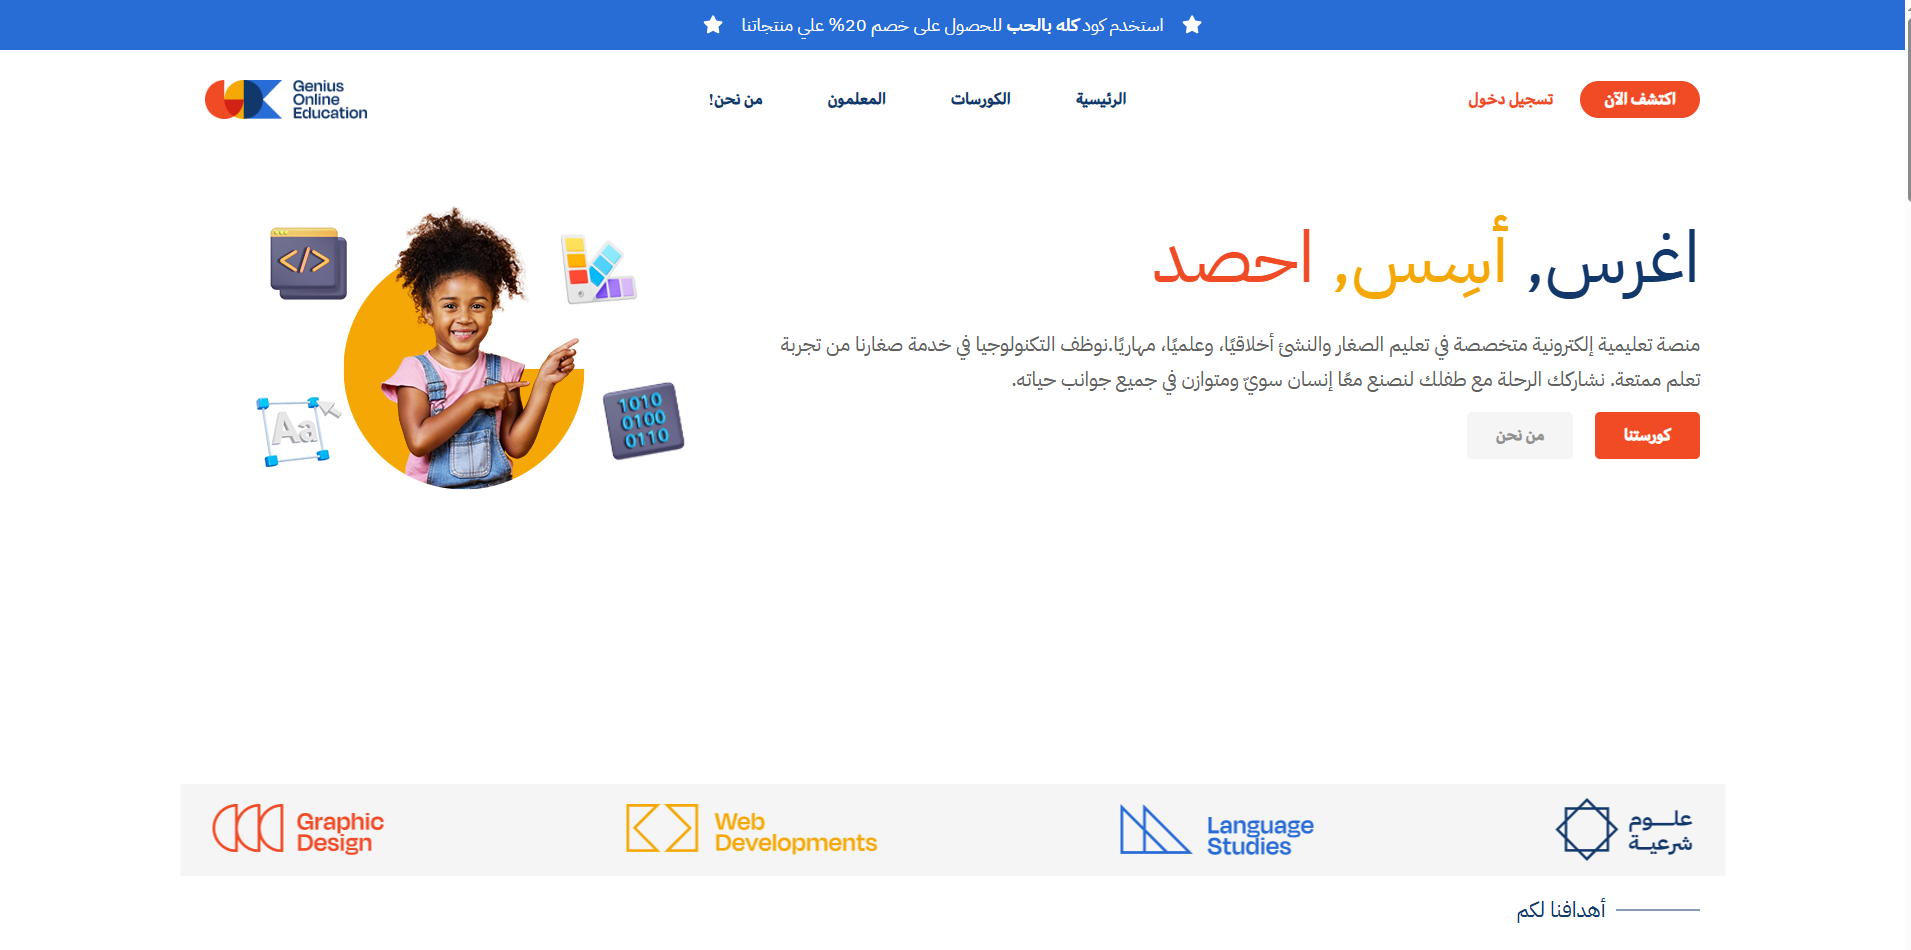 استخدم كود كله بالحب للحصول على خصم 20% علي منتجاتنا
اكتشف الآن
تسجيل دخول
الرئيسية
الكورسات
المعلمون
من نحن!
Genius
Online
Education
اغرس, أسِس, احصد
منصة تعليمية إلكترونية متخصصة في تعليم الصغار والنشئ أخلاقيًا، وعلميًا، مهاريًا.نوظف التكنولوجيا في خدمة صغارنا من تجربة
تعلم ممتعة. نشاركك الرحلة مع طفلك لنصنع معًا إنسان سويّ ومتوازن في جميع جوانب حياته.
كورستنا
من نحن
</>
Aa
1010
0100
0110
علــوم
شرعيـة
Language
Studies
Web
Developments
Graphic
Design
أهدافنا لكم